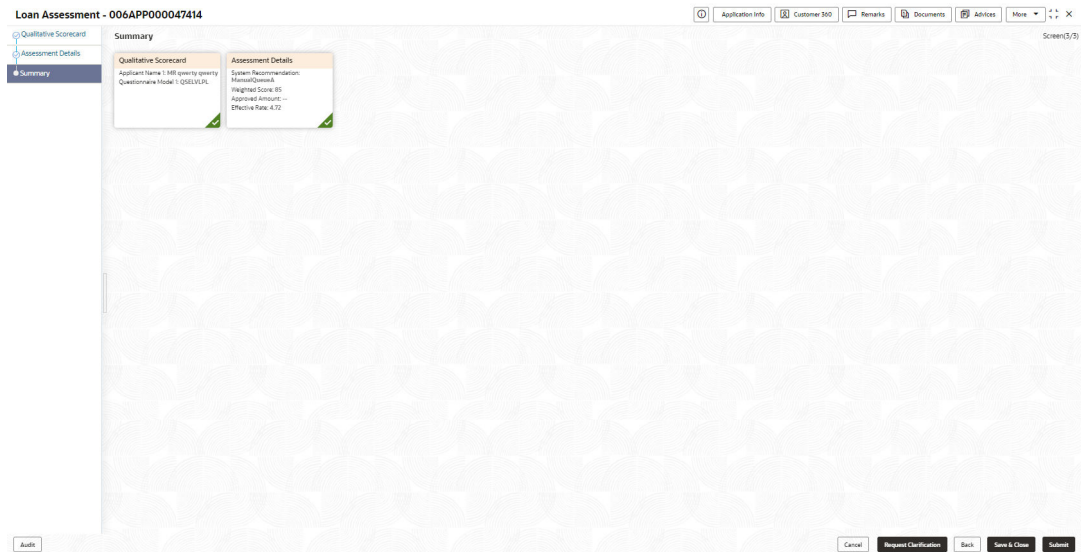 Loan Assessment - 006APP000047414
Application Info
Customer 360
Remarks
Documents
Advices
More
Qualitative Scorecard
Assessment Details
Summary
Summary
Screen(3/3)
Qualitative Scorecard
Applicant Name 1: MR qwerty qwerty
Questionnaire Model 1: QSELVLPL
Assessment Details
System Recommendation:
ManualQueueA
Weighted Score: 85
Approved Amount: --
Effective Rate: 4.72
Audit
Cancel
Request Clarification
Back
Save & Close
Submit